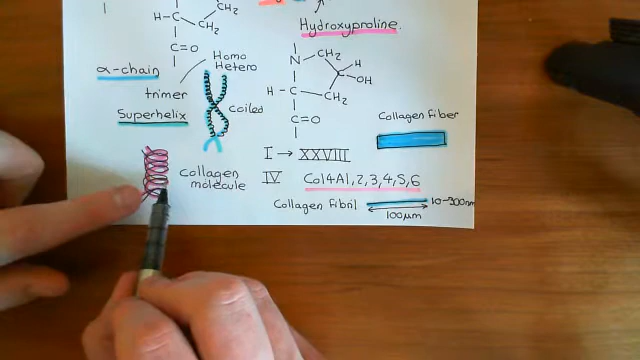 Hydroxyproline.
H-C
CH2
CH2
C=O
α-chain
Homo
Hetero
trimer
Superhelix
Coiled
N
CH2
C
H
OH
H-C
CH2
C=O
Collagen Fiber
I → XXVIII
Collagen
molecule
IV
Col4A1,2,3,4,5,6
Collagen Fibril
10-300nm
100μm